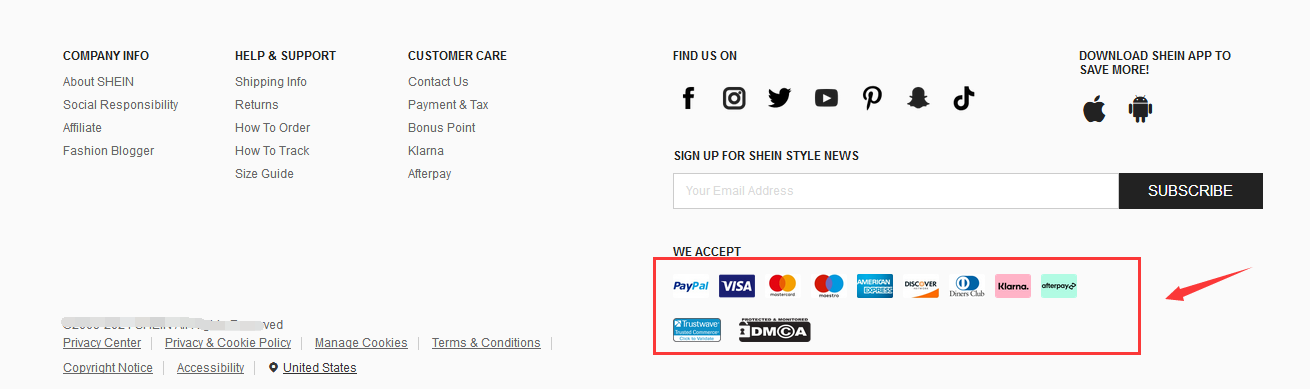 COMPANY INFO
About SHEIN
Social Responsibility
Affiliate
Fashion Blogger
HELP & SUPPORT
Shipping Info
Returns
How To Order
How To Track
Size Guide
CUSTOMER CARE
Contact Us
Payment & Tax
Bonus Point
Klarna
Afterpay
FIND US ON
DOWNLOAD SHEIN APP TO
SAVE MORE!
SIGN UP FOR SHEIN STYLE NEWS
Your Email Address
SUBSCRIBE
WE ACCEPT
PayPal VISA mastercard maestro AMERICAN EXPRESS DISCOVER Diners Club Klarna. afterpay
Trustwave
Trusted Commerce
Click to Validate
PROTECTED & MONITORED
DMCA
SHEIN All
Privacy Center
Privacy & Cookie Policy
Manage Cookies
Terms & Conditions
Copyright Notice
Accessibility
United States